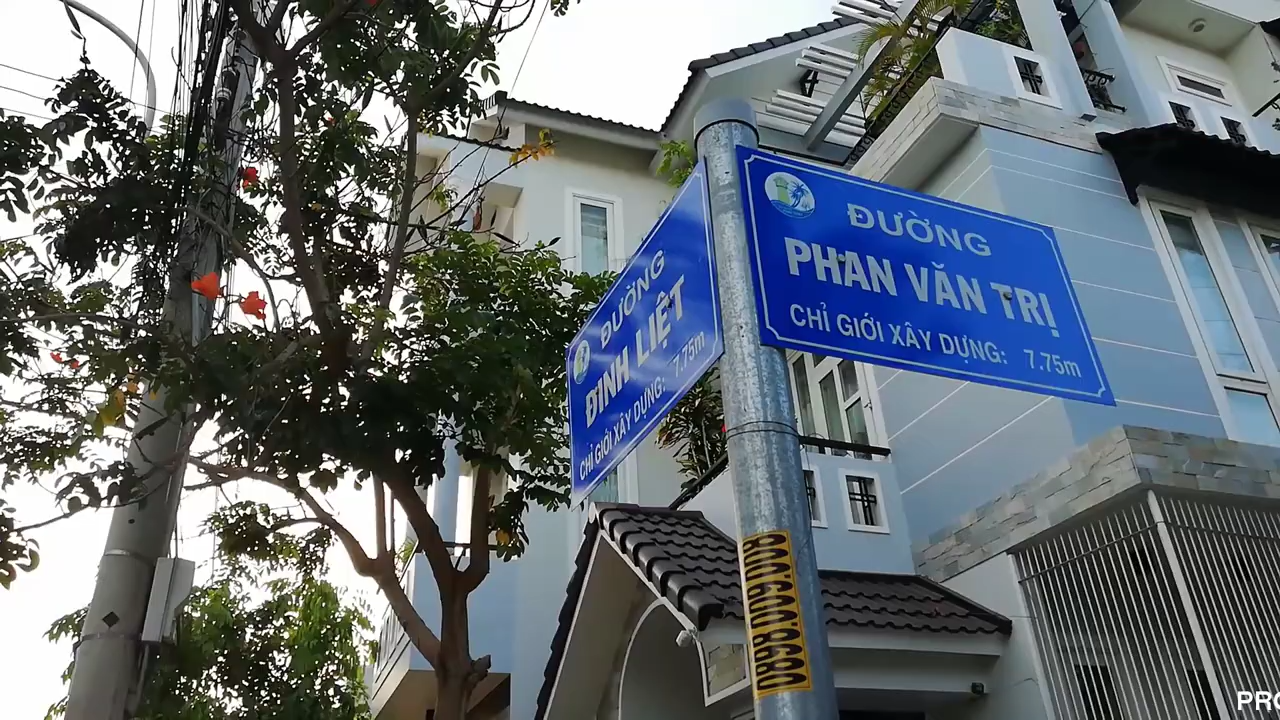 ĐƯỜNG
ĐINH LIỆT
CHỈ GIỚI XÂY DỰNG: 7.75m
ĐƯỜNG
PHAN VĂN TRỊ
CHỈ GIỚI XÂY DỰNG: 7.75m
PRO